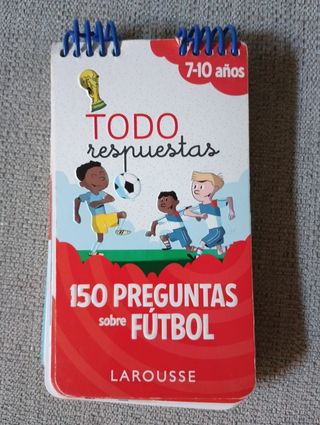 7-10 años
TODO
respuestas
150 PREGUNTAS
sobre FÚTBOL
LAROUSSE